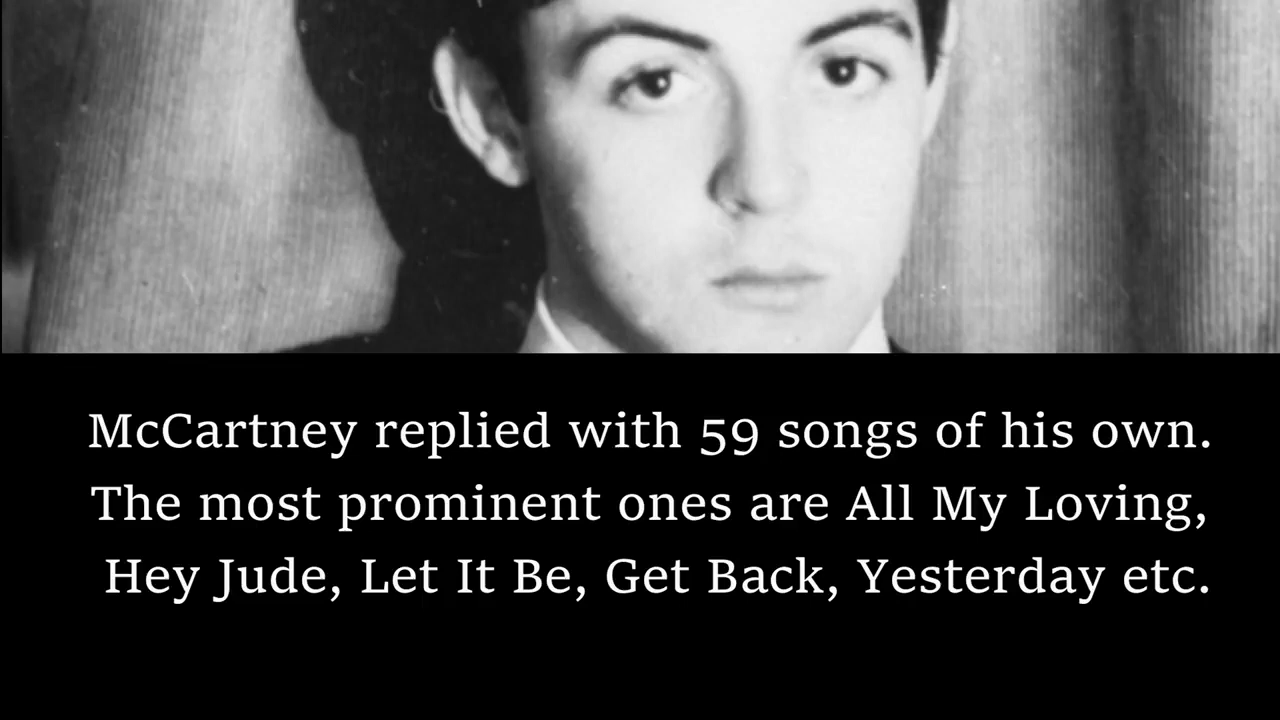 McCartney replied with 59 songs of his own.
The most prominent ones are All My Loving,
Hey Jude, Let It Be, Get Back, Yesterday etc.